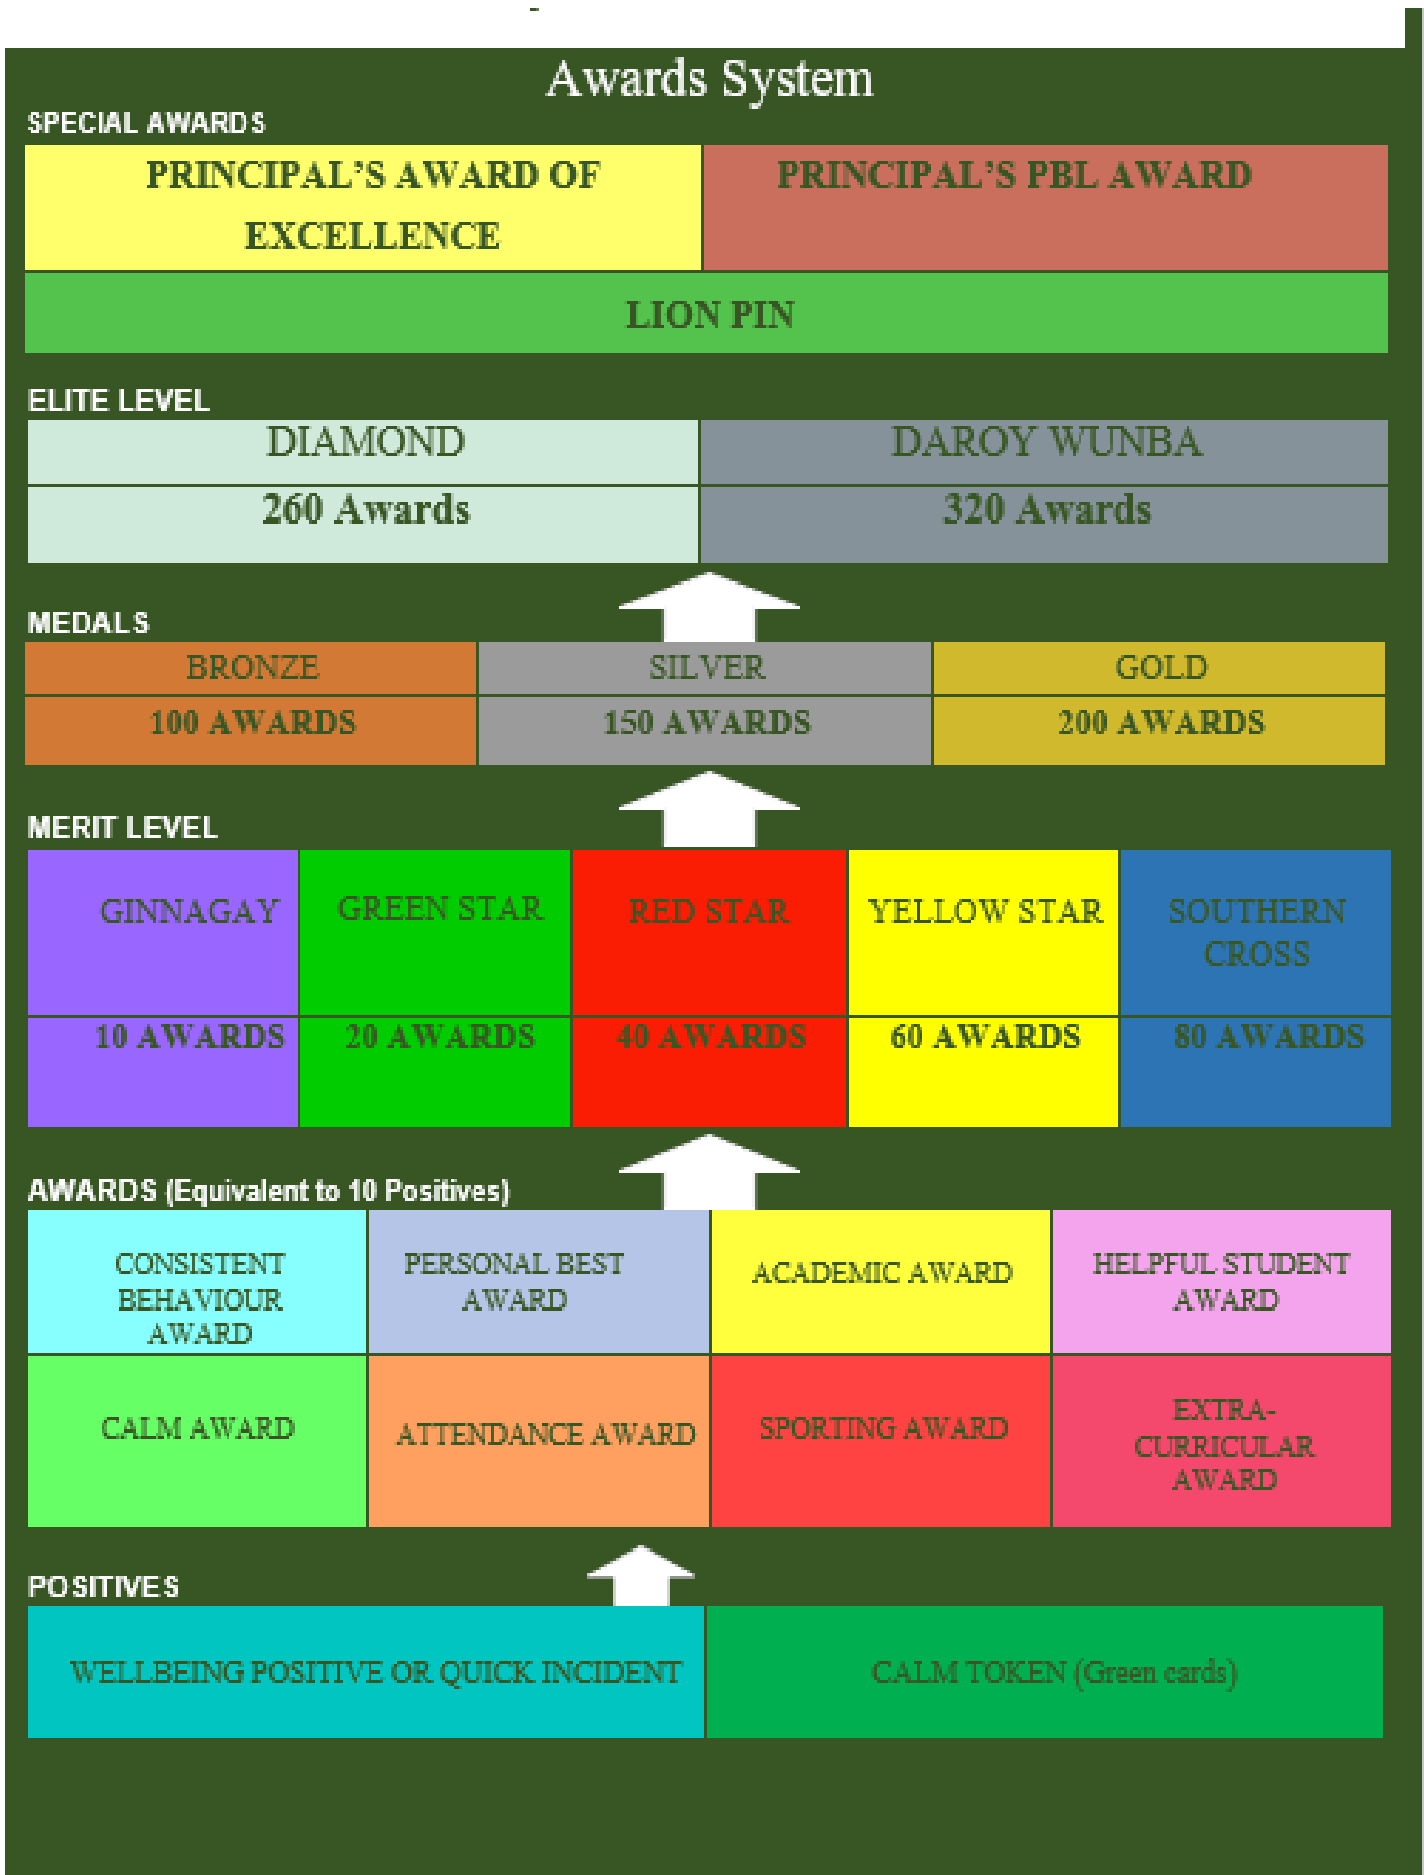 Awards System
SPECIAL AWARDS
PRINCIPAL’S AWARD OF
EXCELLENCE
PRINCIPAL’S PBL AWARD
LION PIN
ELITE LEVEL
DIAMOND
DAROY WUNBA
260 Awards
320 Awards
MEDALS
BRONZE
SILVER
GOLD
100 AWARDS
150 AWARDS
200 AWARDS
MERIT LEVEL
GINNAGAY
GREEN STAR
RED STAR
YELLOW STAR
SOUTHERN
CROSS
10 AWARDS
20 AWARDS
40 AWARDS
60 AWARDS
80 AWARDS
AWARDS (Equivalent to 10 Positives)
CONSISTENT
BEHAVIOUR
AWARD
PERSONAL BEST
AWARD
ACADEMIC AWARD
HELPFUL STUDENT
AWARD
CALM AWARD
ATTENDANCE AWARD
SPORTING AWARD
EXTRA-
CURRICULAR
AWARD
POSITIVES
WELLBEING POSITIVE OR QUICK INCIDENT
CALM TOKEN (Green cards)